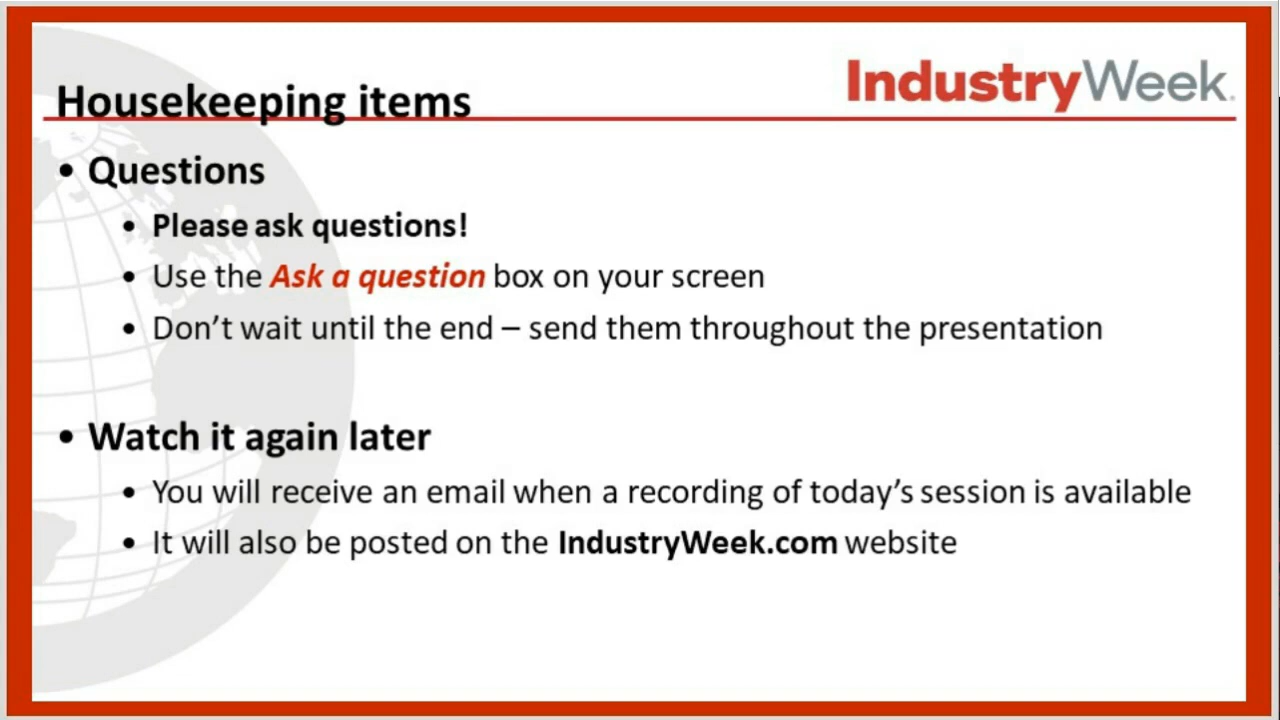 IndustryWeek.
Housekeeping items
• Questions
• Please ask questions!
• Use the Ask a question box on your screen
• Don’t wait until the end – send them throughout the presentation
• Watch it again later
• You will receive an email when a recording of today’s session is available
• It will also be posted on the IndustryWeek.com website